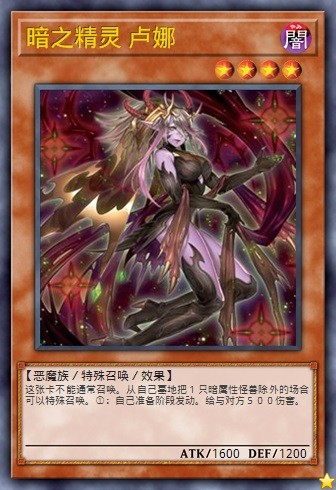 暗之精灵 卢娜
闇
【恶魔族/特殊召唤/效果】
这张卡不能通常召唤。从自己墓地把１只暗属性怪兽除外的场合
可以特殊召唤。①：自己准备阶段发动。给与对方５００伤害。
ATK/1600 DEF/1200